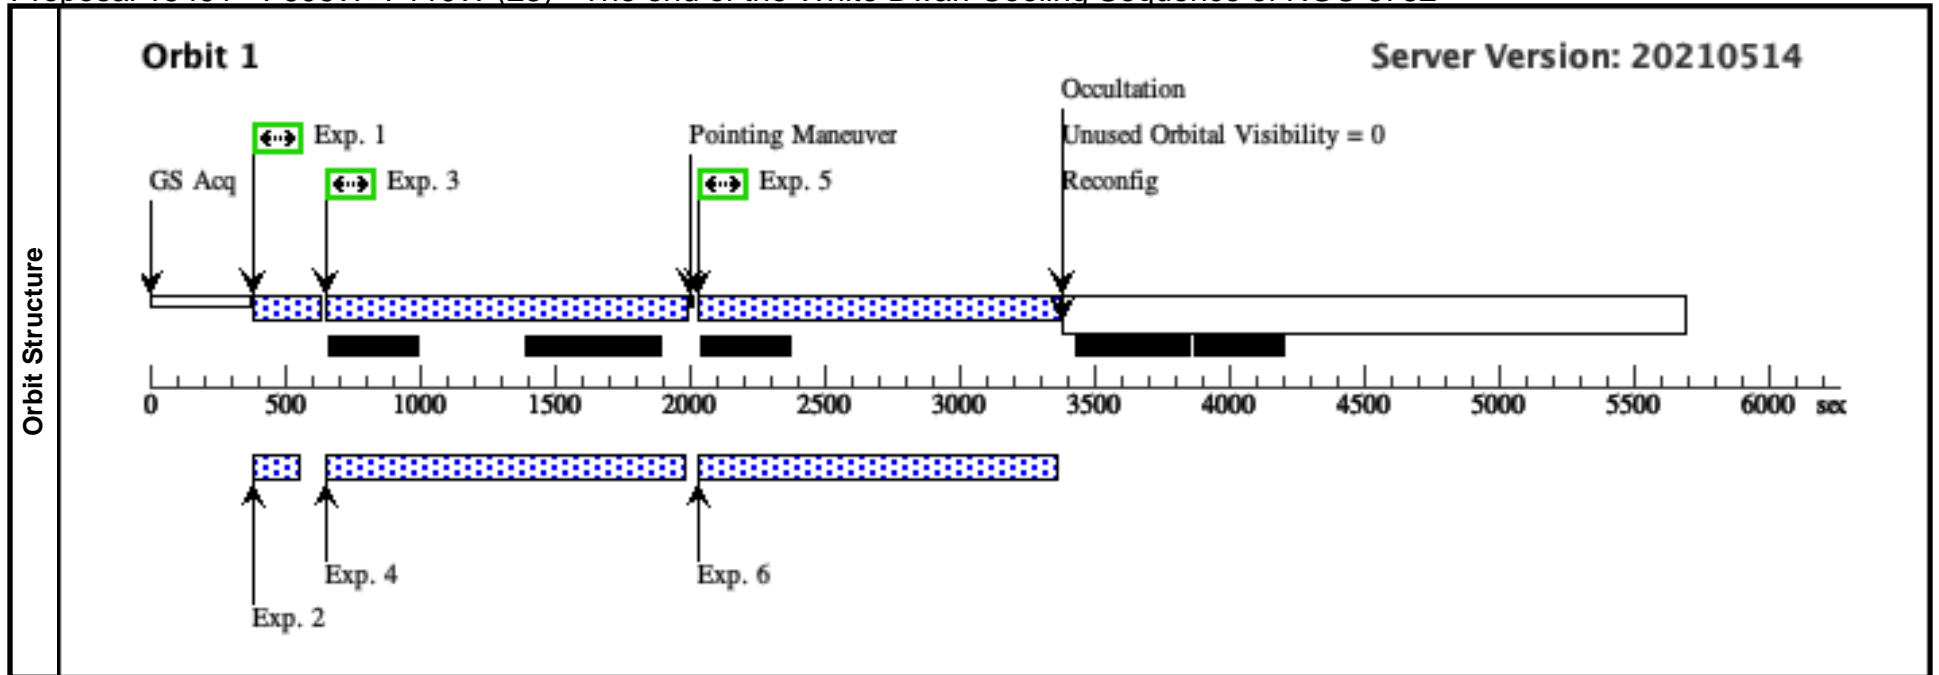 Orbit 1
Server Version: 20210514
Occultation
Exp. 1
Pointing Maneuver
Unused Orbital Visibility = 0
GS Acq
Exp. 3
Exp. 5
Reconfig
Orbit Structure
0 500 1000 1500 2000 2500 3000 3500 4000 4500 5000 5500 6000 sec
Exp. 4
Exp. 6
Exp. 2